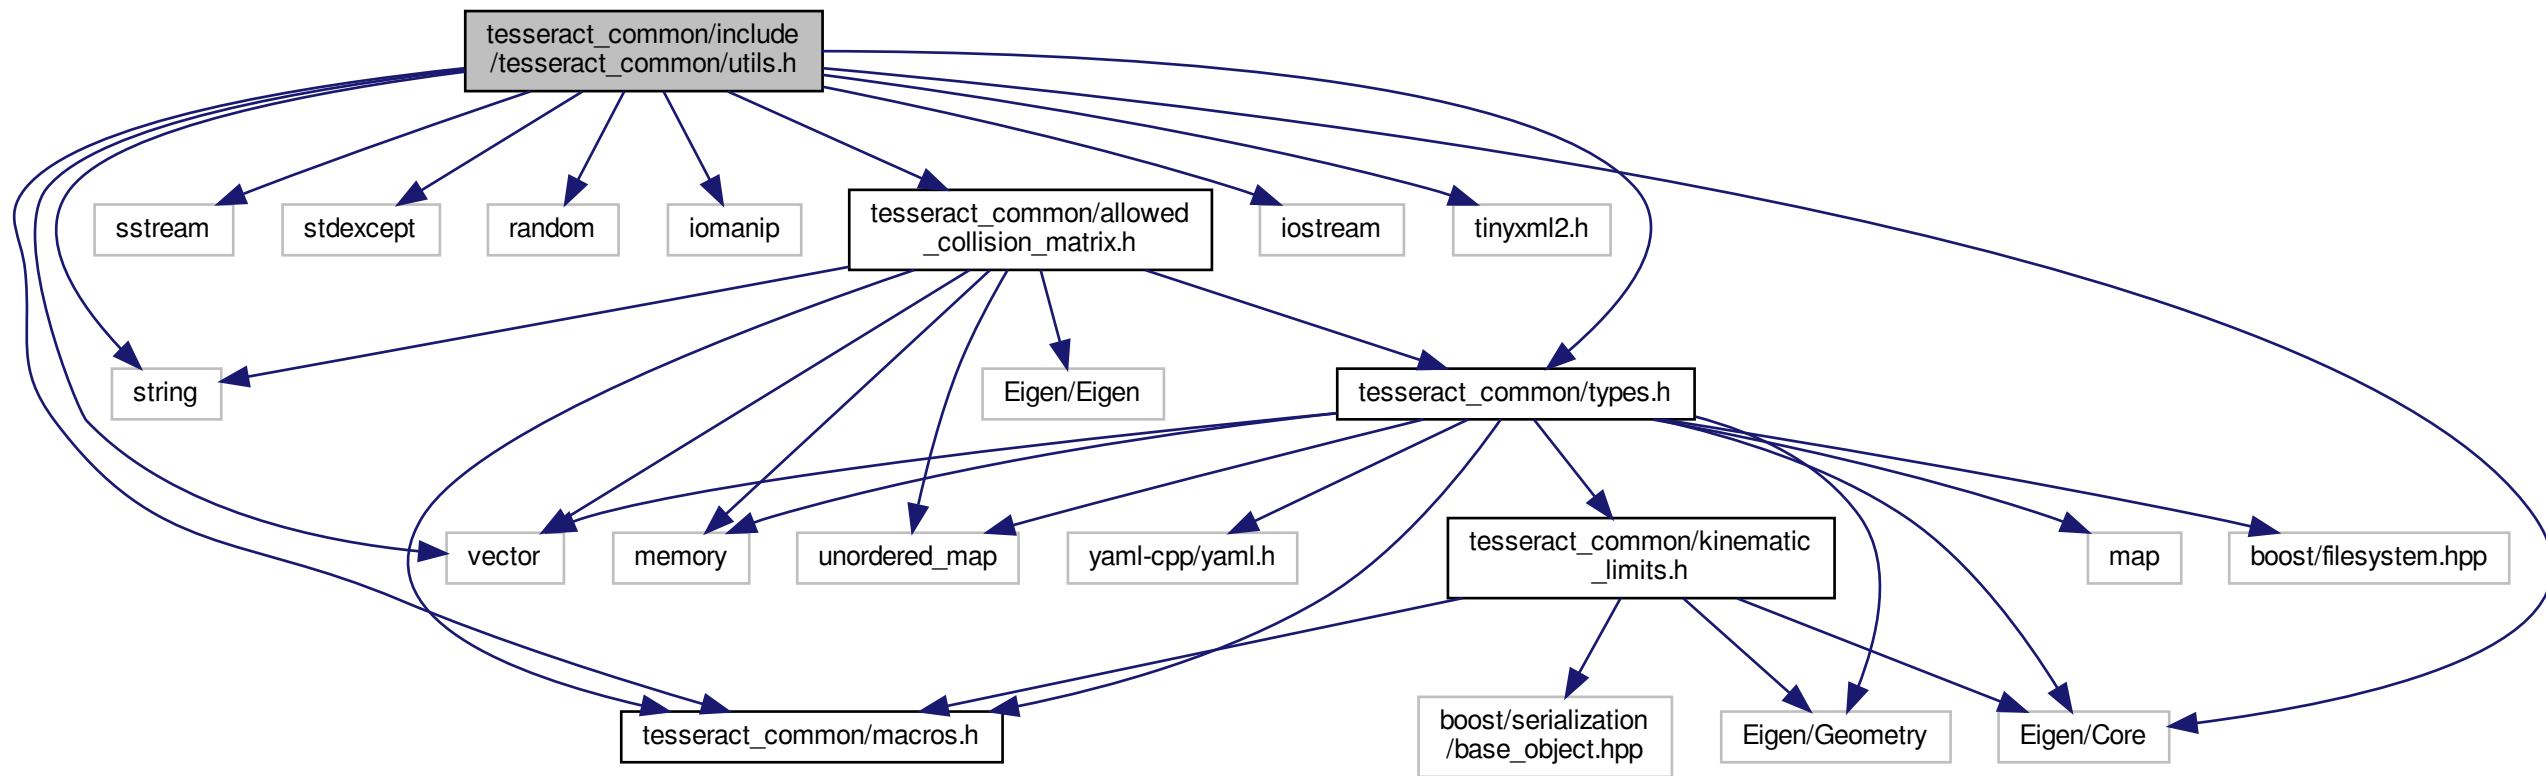 tesseract_common/include
/tesseract_common/utils.h
sstream
stdexcept
random
iomanip
tesseract_common/allowed
_collision_matrix.h
iostream
tinyxml2.h
string
Eigen/Eigen
tesseract_common/types.h
vector
memory
unordered_map
yaml-cpp/yaml.h
tesseract_common/kinematic
_limits.h
map
boost/filesystem.hpp
tesseract_common/macros.h
boost/serialization
/base_object.hpp
Eigen/Geometry
Eigen/Core